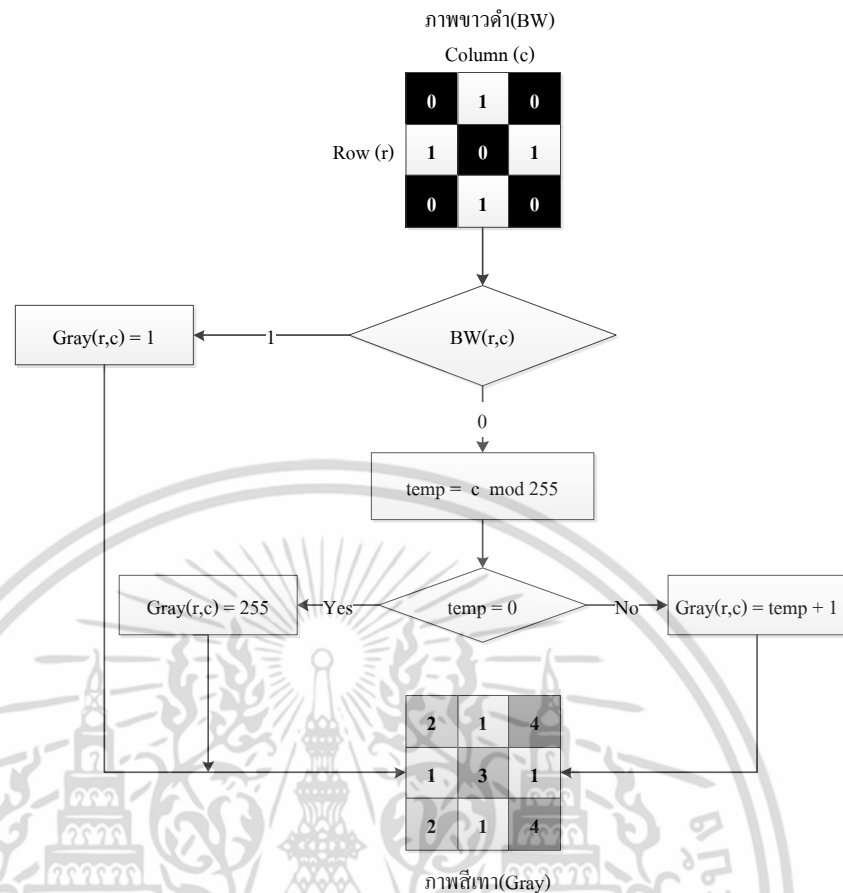 ภาพขาวดำ(BW)
Column (c)
0 1 0
Row (r) 1 0 1
0 1 0
Gray(r,c) = 1
1
BW(r,c)
0
temp = c mod 255
Gray(r,c) = 255
Yes
temp = 0
No
Gray(r,c) = temp + 1
2 1 4
1 3 1
2 1 4
ภาพสีเทา(Gray)